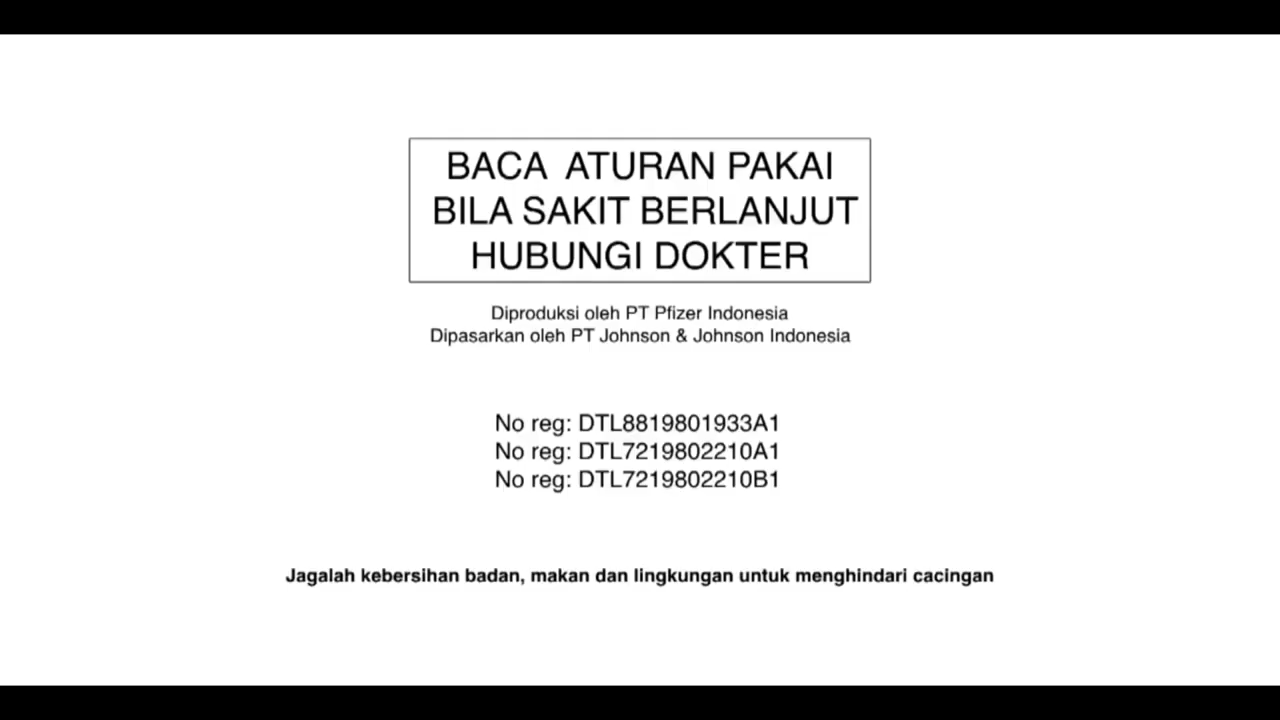 BACA ATURAN PAKAI
BILA SAKIT BERLANJUT
HUBUNGI DOKTER
Diproduksi oleh PT Pfizer Indonesia
Dipasarkan oleh PT Johnson & Johnson Indonesia
No reg: DTL8819801933A1
No reg: DTL7219802210A1
No reg: DTL7219802210B1
Jagalah kebersihan badan, makan dan lingkungan untuk menghindari cacingan